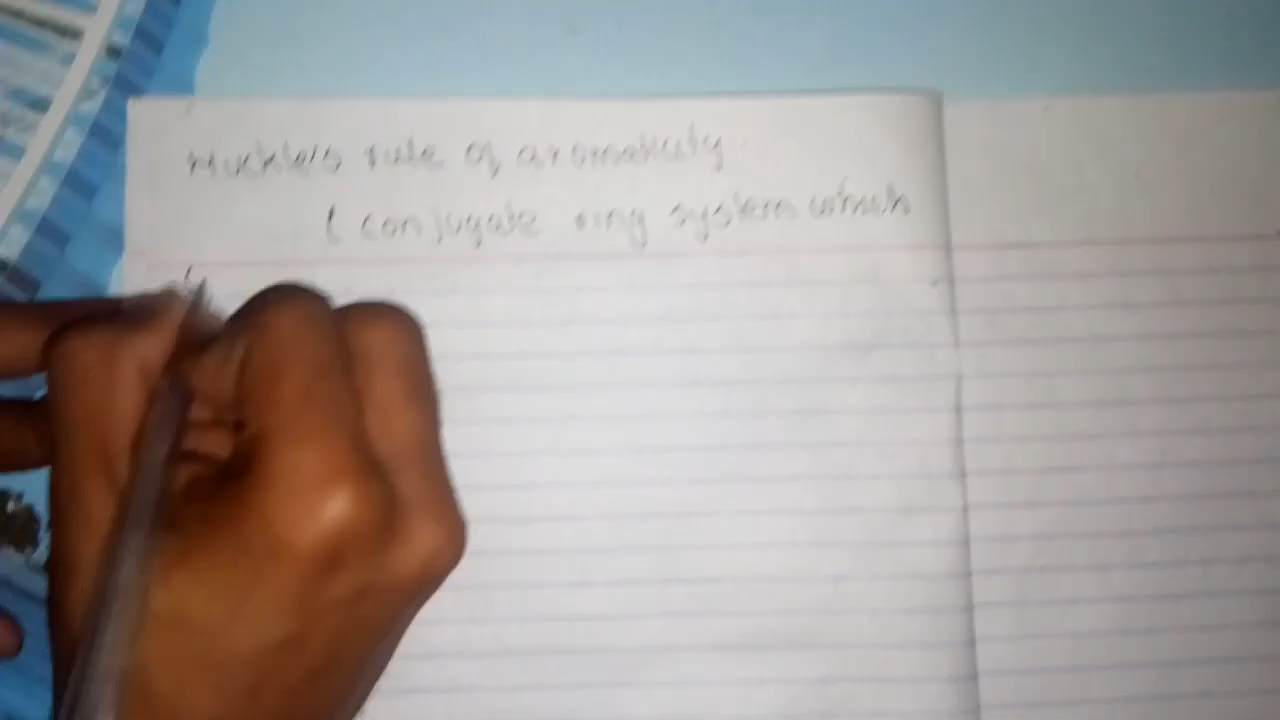 Huckle's rule of aromaticity
( conjugate ring system which